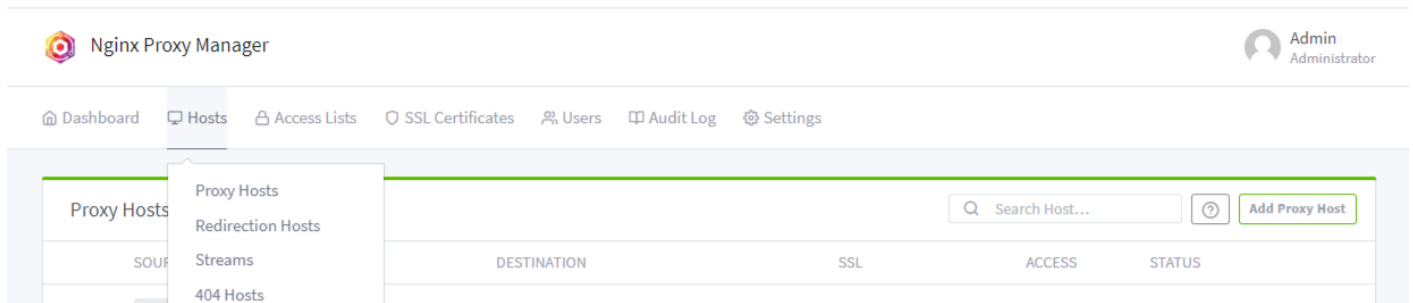 Nginx Proxy Manager
Admin
Administrator
Dashboard Hosts Access Lists SSL Certificates Users Audit Log Settings
Proxy Hosts
Redirection Hosts
Streams
404 Hosts
Proxy Hosts
Search Host...
Add Proxy Host
DESTINATION SSL ACCESS STATUS